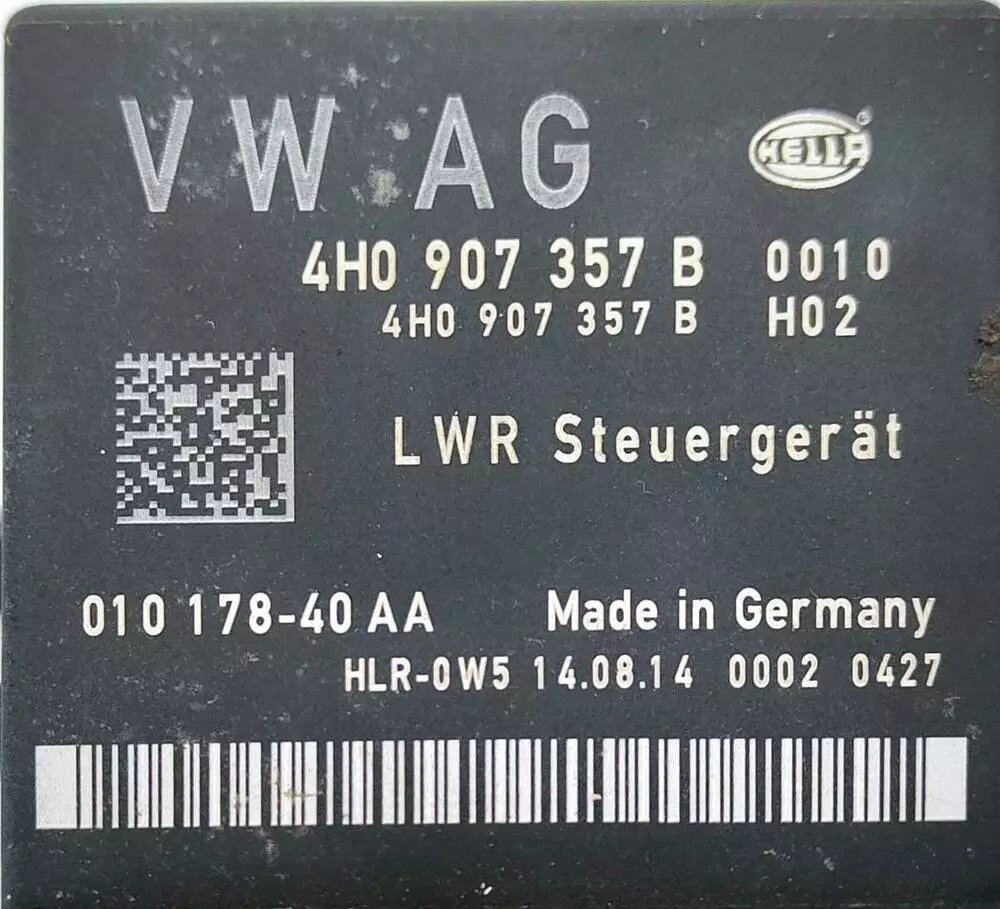 VW AG HELLA®
4H0 907 357 B 0010
4H0 907 357 B H02
LWR Steuergerät
010 178-40 AA Made in Germany
HLR-0W5 14.08.14 0002 0427